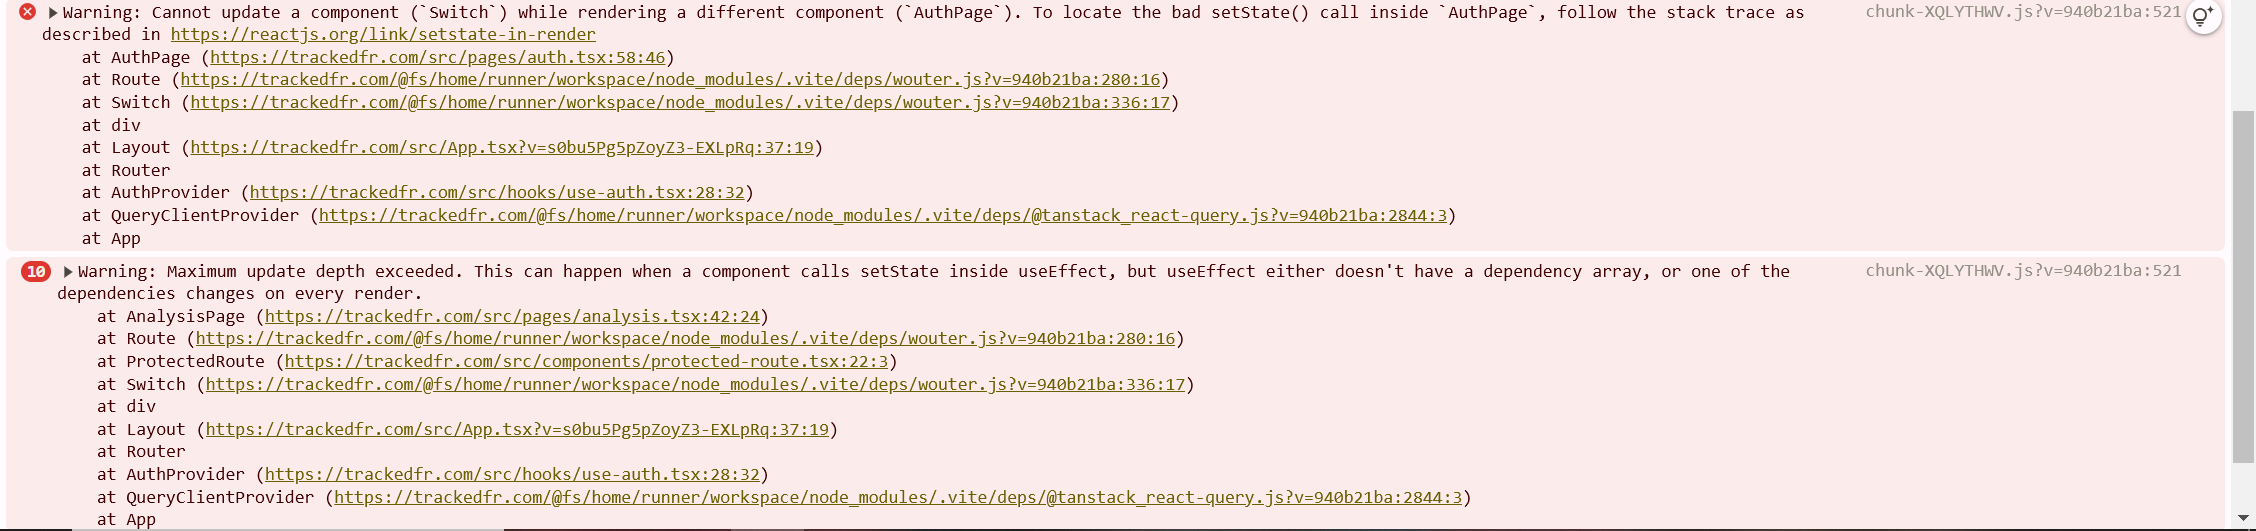 Warning: Cannot update a component (`Switch`) while rendering a different component (`AuthPage`). To locate the bad setState() call inside `AuthPage`, follow the stack trace as chunk-XQLYTHWV.js?v=940b21ba:521
described in https://reactjs.org/link/setstate-in-render
at AuthPage (https://trackedfr.com/src/pages/auth.tsx:58:46)
at Route (https://trackedfr.com/@fs/home/runner/workspace/node_modules/.vite/deps/wouter.js?v=940b21ba:280:16)
at Switch (https://trackedfr.com/@fs/home/runner/workspace/node_modules/.vite/deps/wouter.js?v=940b21ba:336:17)
at div
at Layout (https://trackedfr.com/src/App.tsx?v=s0bu5Pg5pZoyZ3-EXLpRq:37:19)
at Router
at AuthProvider (https://trackedfr.com/src/hooks/use-auth.tsx:28:32)
at QueryClientProvider (https://trackedfr.com/@fs/home/runner/workspace/node_modules/.vite/deps/@tanstack_react-query.js?v=940b21ba:2844:3)
at App
10 Warning: Maximum update depth exceeded. This can happen when a component calls setState inside useEffect, but useEffect either doesn't have a dependency array, or one of the chunk-XQLYTHWV.js?v=940b21ba:521
dependencies changes on every render.
at AnalysisPage (https://trackedfr.com/src/pages/analysis.tsx:42:24)
at Route (https://trackedfr.com/@fs/home/runner/workspace/node_modules/.vite/deps/wouter.js?v=940b21ba:280:16)
at ProtectedRoute (https://trackedfr.com/src/components/protected-route.tsx:22:3)
at Switch (https://trackedfr.com/@fs/home/runner/workspace/node_modules/.vite/deps/wouter.js?v=940b21ba:336:17)
at div
at Layout (https://trackedfr.com/src/App.tsx?v=s0bu5Pg5pZoyZ3-EXLpRq:37:19)
at Router
at AuthProvider (https://trackedfr.com/src/hooks/use-auth.tsx:28:32)
at QueryClientProvider (https://trackedfr.com/@fs/home/runner/workspace/node_modules/.vite/deps/@tanstack_react-query.js?v=940b21ba:2844:3)
at App